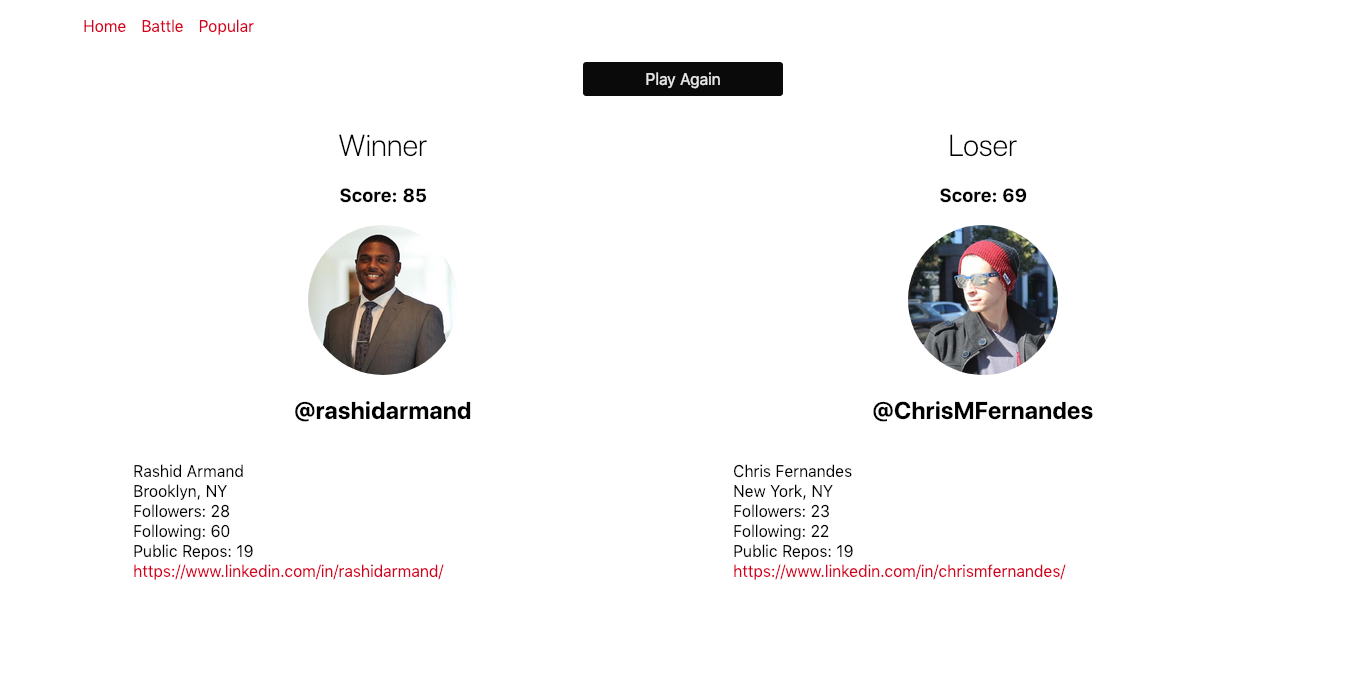 Home Battle Popular
Play Again
Winner
Score: 85
@rashidarmand
Rashid Armand
Brooklyn, NY
Followers: 28
Following: 60
Public Repos: 19
https://www.linkedin.com/in/rashidarmand/
Loser
Score: 69
@ChrisMFernandes
Chris Fernandes
New York, NY
Followers: 23
Following: 22
Public Repos: 19
https://www.linkedin.com/in/chrismfernandes/